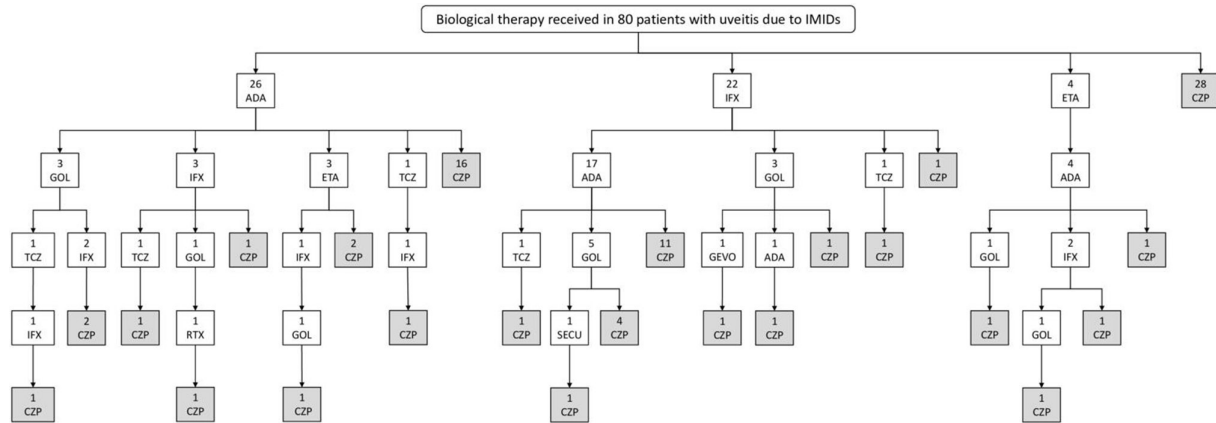 Biological therapy received in 80 patients with uveitis due to IMIDs
26
ADA
22
IFX
4
ETA
28
CZP
3
GOL
3
IFX
3
ETA
1
TCZ
16
CZP
17
ADA
3
GOL
1
TCZ
1
CZP
4
ADA
1
TCZ
2
IFX
1
TCZ
1
GOL
1
CZP
1
IFX
2
CZP
1
IFX
1
TCZ
5
GOL
11
CZP
1
GEVO
1
ADA
1
CZP
1
CZP
1
GOL
2
IFX
1
CZP
1
IFX
2
CZP
1
CZP
1
RTX
1
GOL
1
CZP
1
CZP
1
SECU
4
CZP
1
CZP
1
CZP
1
CZP
1
GOL
1
CZP
1
CZP
1
CZP
1
CZP
1
CZP
1
CZP